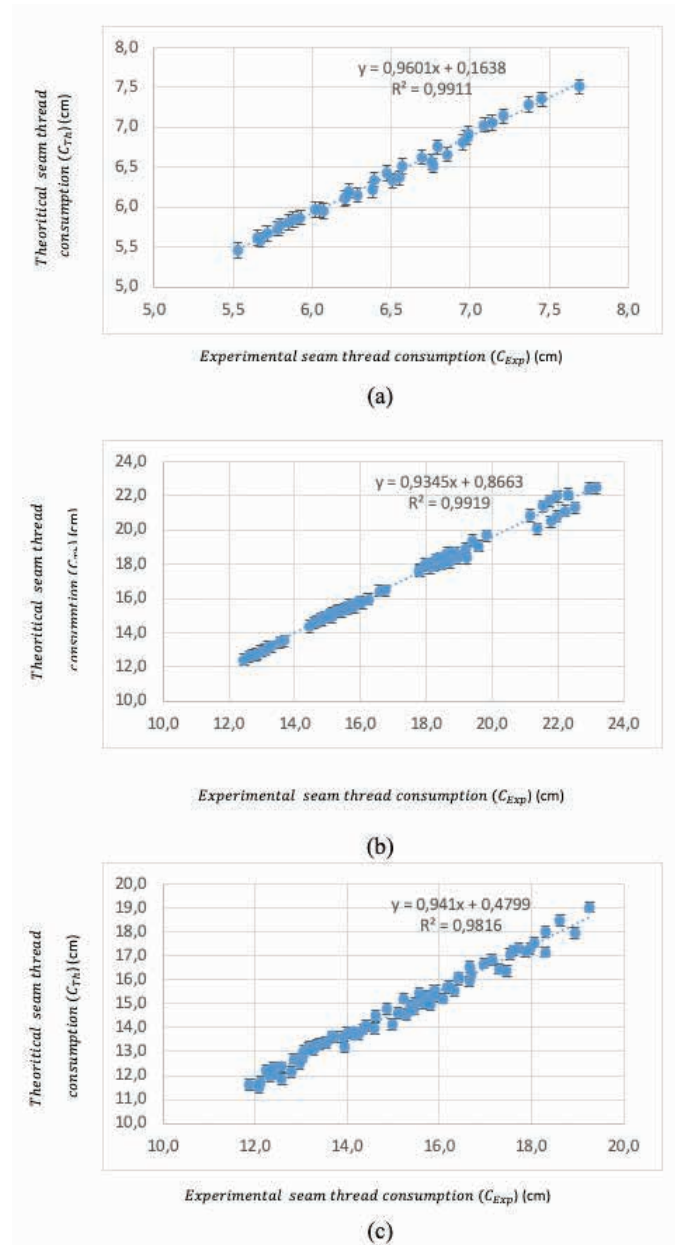 8,0
y = 0,9601x + 0,1638
R² = 0,9911
7,5
7,0
6,5
6,0
5,5
5,0
5,0 5,5 6,0 6,5 7,0 7,5 8,0
Theoritical seam thread
consumption (C_Th) (cm)
Experimental seam thread consumption (C_Exp) (cm)
(a)
24,0
y = 0,9345x + 0,8663
R² = 0,9919
22,0
20,0
18,0
16,0
14,0
12,0
10,0
10,0 12,0 14,0 16,0 18,0 20,0 22,0 24,0
Theoritical seam thread
(cm)
Experimental seam thread consumption (C_Exp) (cm)
(b)
20,0
y = 0,941x + 0,4799
R² = 0,9816
19,0
18,0
17,0
16,0
15,0
14,0
13,0
12,0
11,0
10,0
10,0 12,0 14,0 16,0 18,0 20,0
Theoritical seam thread
consumption (C_Th) (cm)
Experimental seam thread consumption (C_Exp) (cm)
(c)